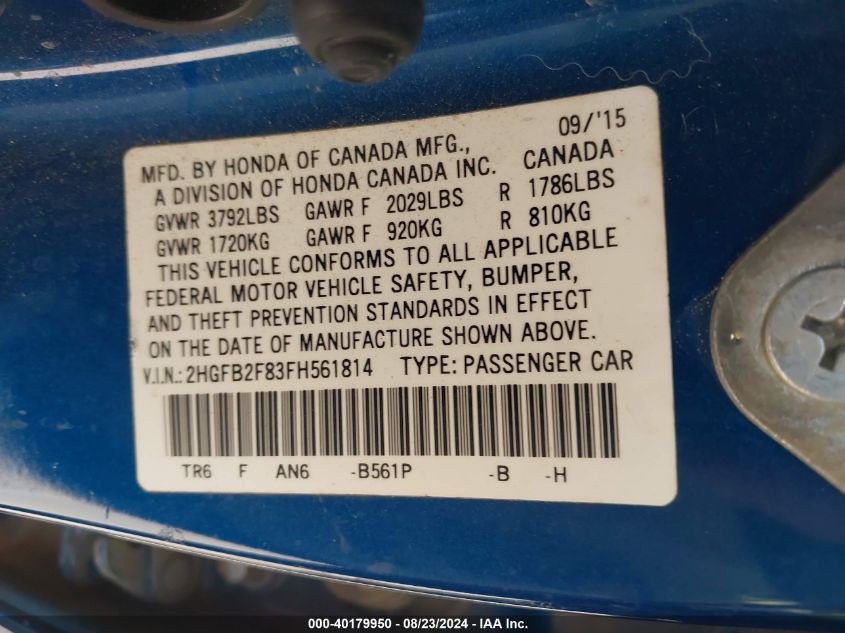 09/'15
MFD. BY HONDA OF CANADA MFG.,
A DIVISION OF HONDA CANADA INC. CANADA
GVWR 3792LBS GAWR F 2029LBS R 1786LBS
GVWR 1720KG GAWR F 920KG R 810KG
THIS VEHICLE CONFORMS TO ALL APPLICABLE
FEDERAL MOTOR VEHICLE SAFETY, BUMPER,
AND THEFT PREVENTION STANDARDS IN EFFECT
ON THE DATE OF MANUFACTURE SHOWN ABOVE.
V.I.N.: 2HGFB2F83FH561814 TYPE: PASSENGER CAR
TR6 F AN6 -B561P -B -H
000-40179950 - 08/23/2024 - IAA Inc.